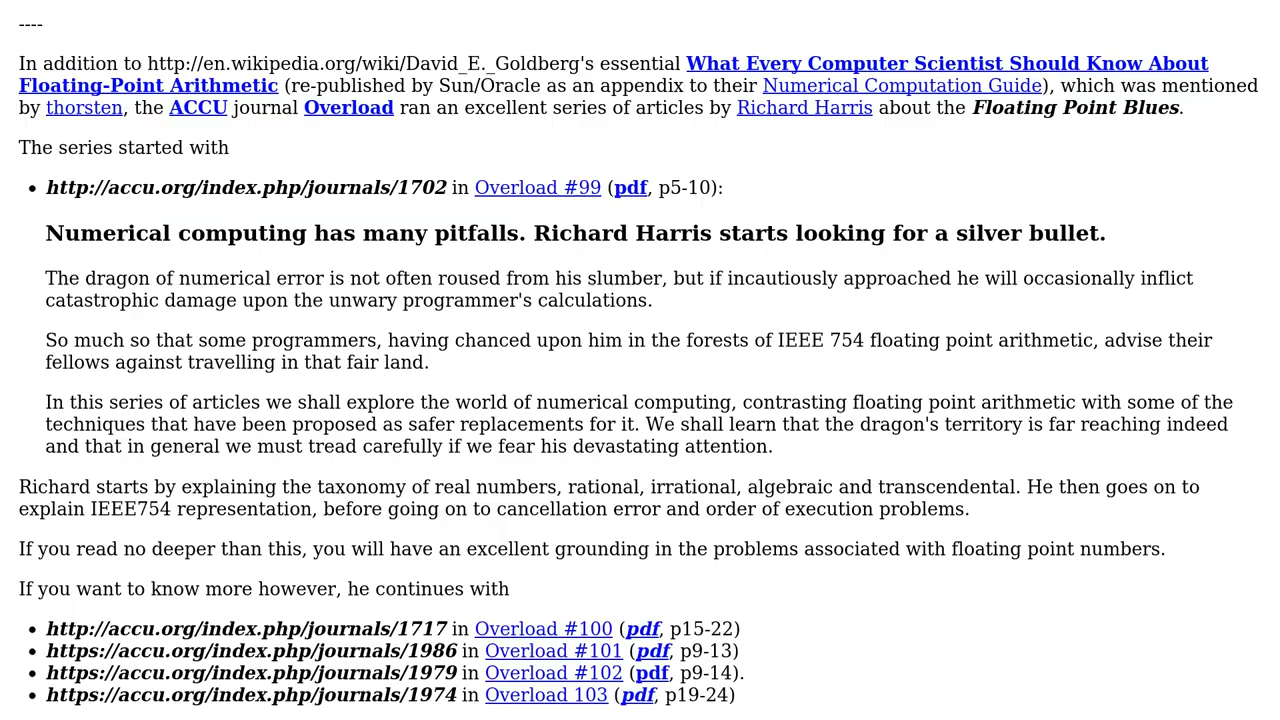 ----
In addition to http://en.wikipedia.org/wiki/David_E._Goldberg's essential What Every Computer Scientist Should Know About
Floating-Point Arithmetic (re-published by Sun/Oracle as an appendix to their Numerical Computation Guide), which was mentioned
by thorsten, the ACCU journal Overload ran an excellent series of articles by Richard Harris about the Floating Point Blues.
The series started with
• http://accu.org/index.php/journals/1702 in Overload #99 (pdf, p5-10):
Numerical computing has many pitfalls. Richard Harris starts looking for a silver bullet.
The dragon of numerical error is not often roused from his slumber, but if incautiously approached he will occasionally inflict
catastrophic damage upon the unwary programmer's calculations.
So much so that some programmers, having chanced upon him in the forests of IEEE 754 floating point arithmetic, advise their
fellows against travelling in that fair land.
In this series of articles we shall explore the world of numerical computing, contrasting floating point arithmetic with some of the
techniques that have been proposed as safer replacements for it. We shall learn that the dragon's territory is far reaching indeed
and that in general we must tread carefully if we fear his devastating attention.
Richard starts by explaining the taxonomy of real numbers, rational, irrational, algebraic and transcendental. He then goes on to
explain IEEE754 representation, before going on to cancellation error and order of execution problems.
If you read no deeper than this, you will have an excellent grounding in the problems associated with floating point numbers.
If you want to know more however, he continues with
• http://accu.org/index.php/journals/1717 in Overload #100 (pdf, p15-22)
• https://accu.org/index.php/journals/1986 in Overload #101 (pdf, p9-13)
• https://accu.org/index.php/journals/1979 in Overload #102 (pdf, p9-14).
• https://accu.org/index.php/journals/1974 in Overload 103 (pdf, p19-24)